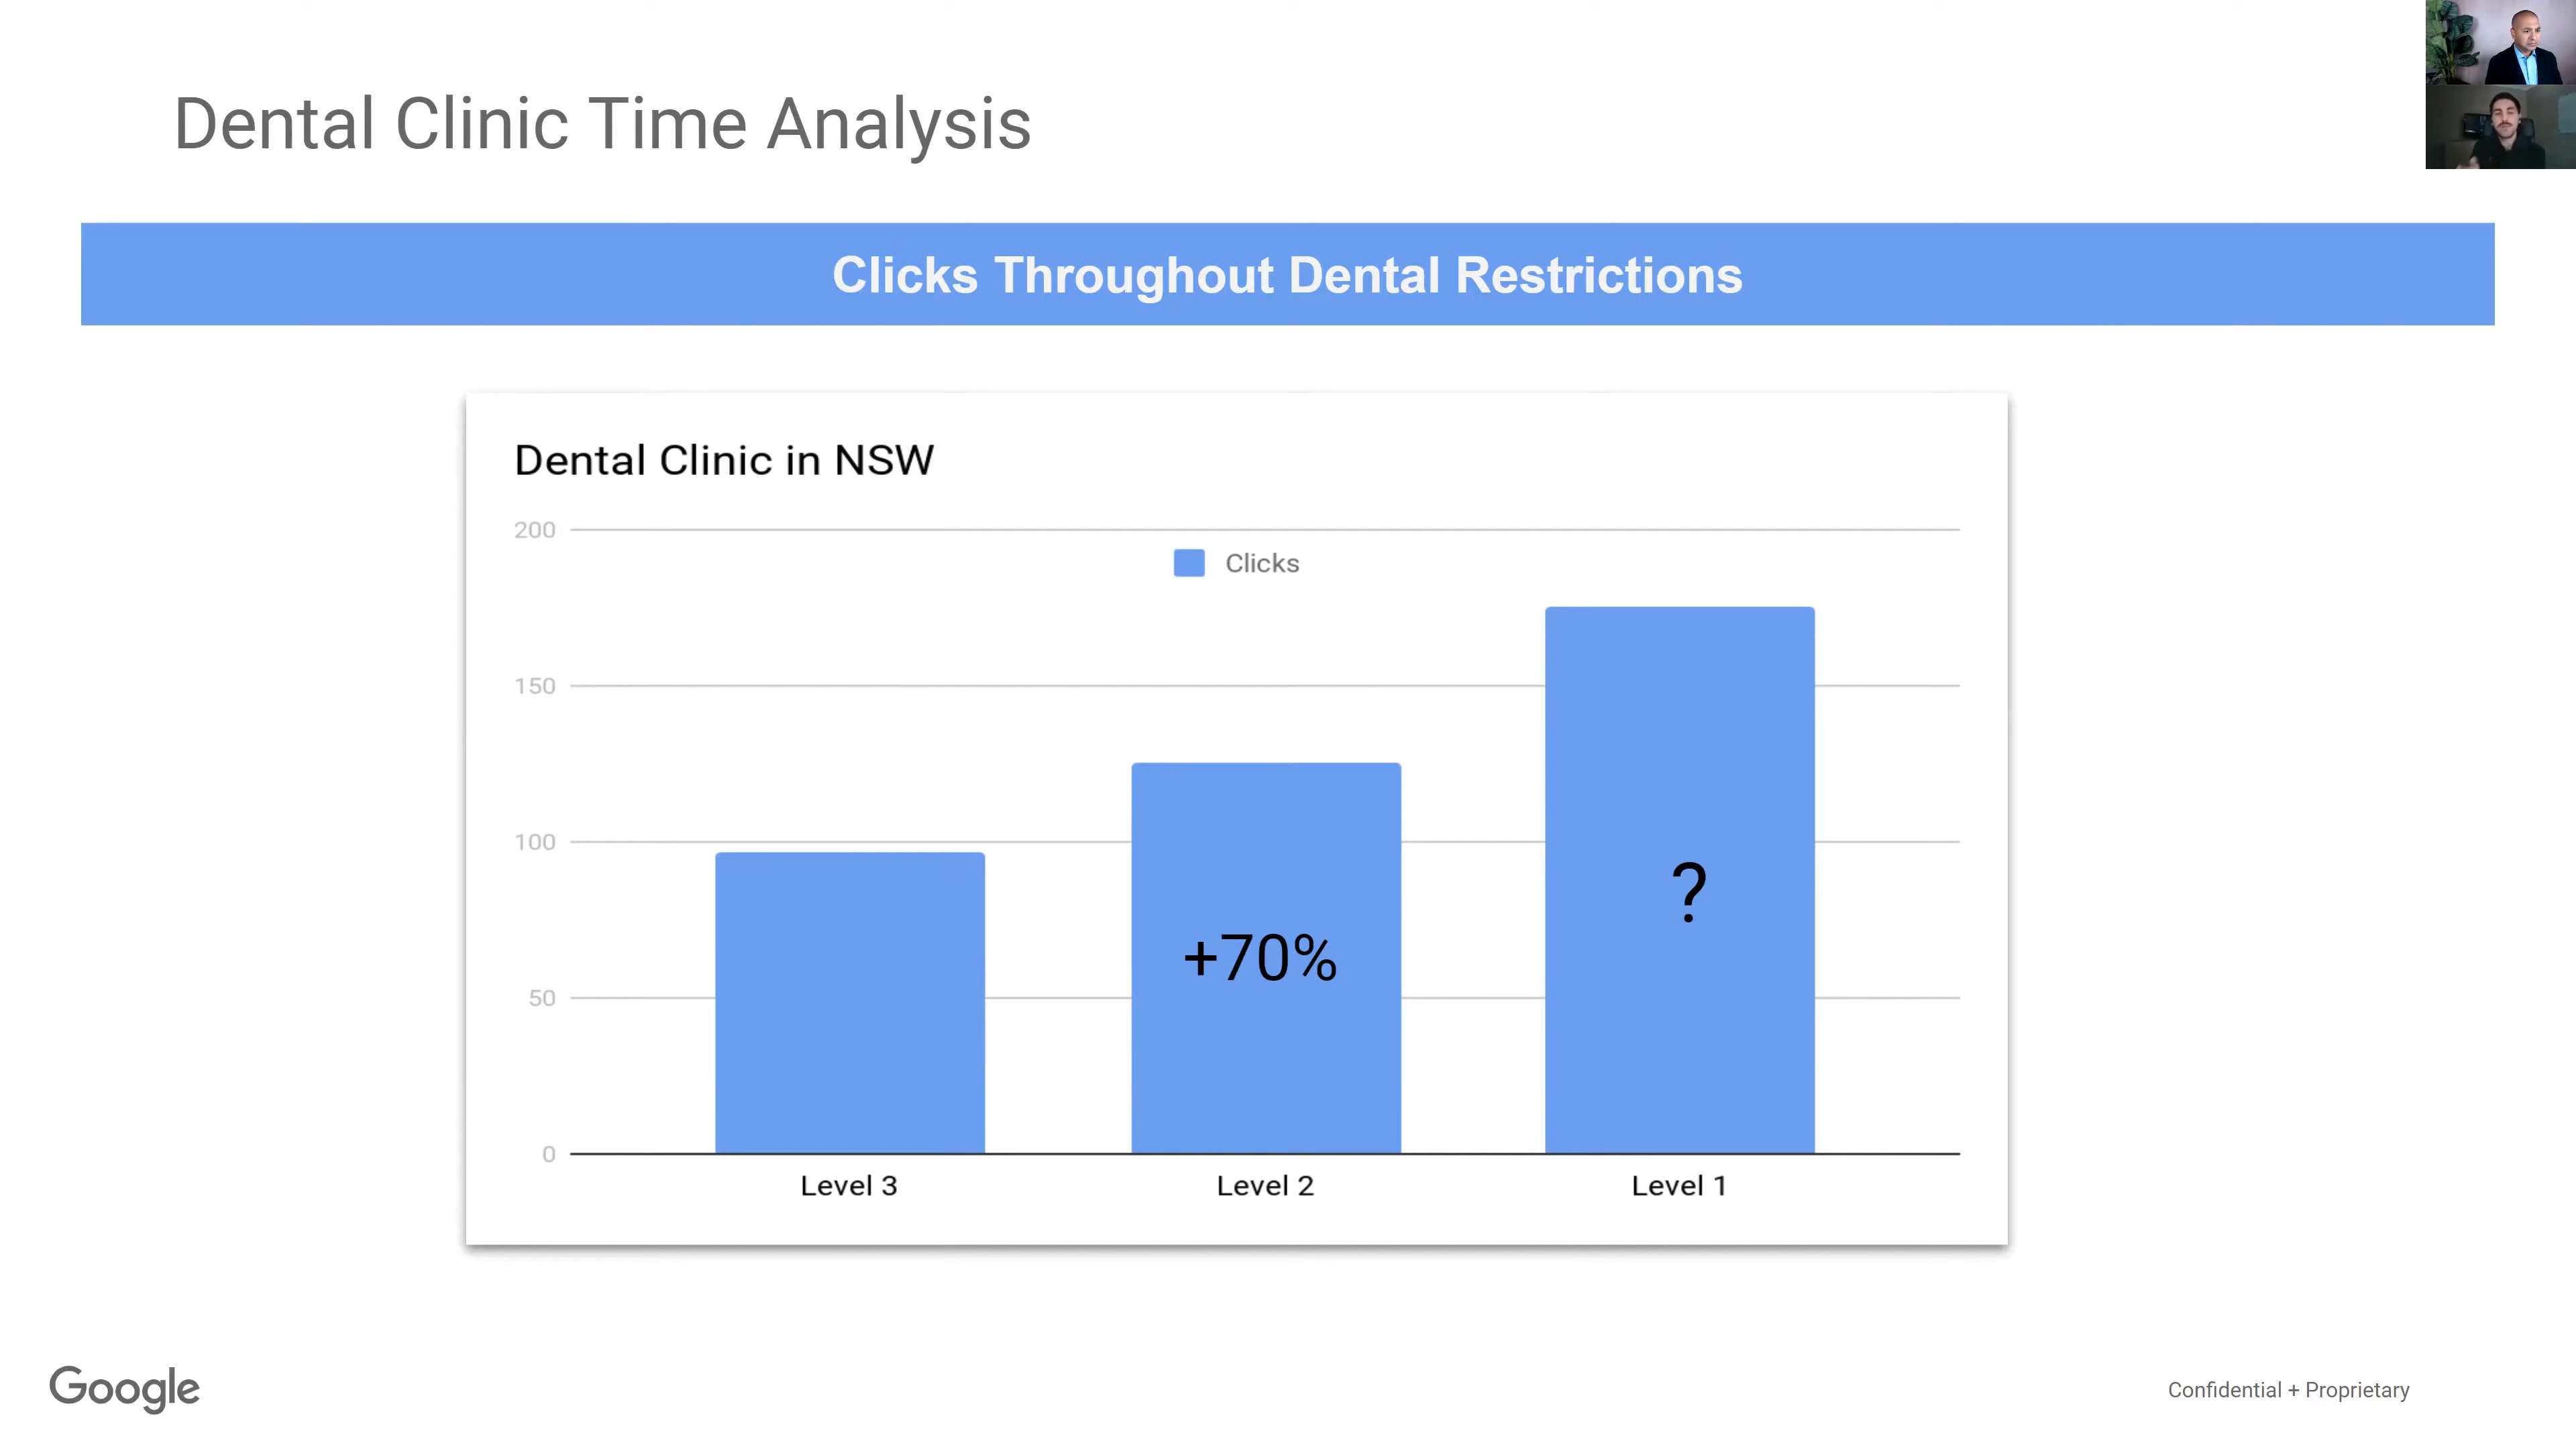 Dental Clinic Time Analysis
Clicks Throughout Dental Restrictions
Dental Clinic in NSW
200
Clicks
150
100
50
0
+70%
?
Level 3
Level 2
Level 1
Google
Confidential + Proprietary